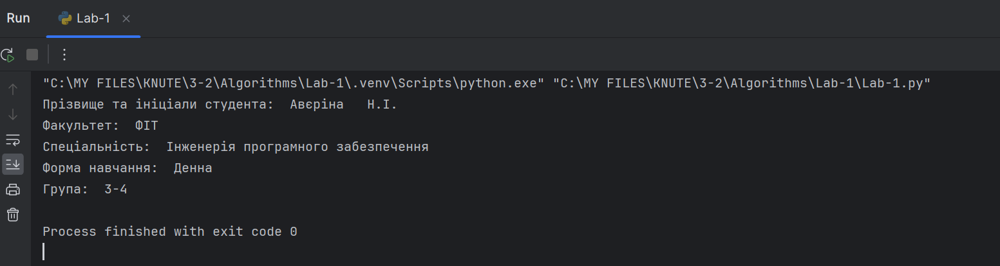 Run Lab-1
"C:\MY FILES\KNUTE\3-2\Algorithms\Lab-1\.venv\Scripts\python.exe" "C:\MY FILES\KNUTE\3-2\Algorithms\Lab-1\Lab-1.py"
Прізвище та ініціали студента:  Авєріна   Н.І.
Факультет:  ФІТ
Спеціальність:  Інженерія програмного забезпечення
Форма навчання:  Денна
Група:  3-4
Process finished with exit code 0